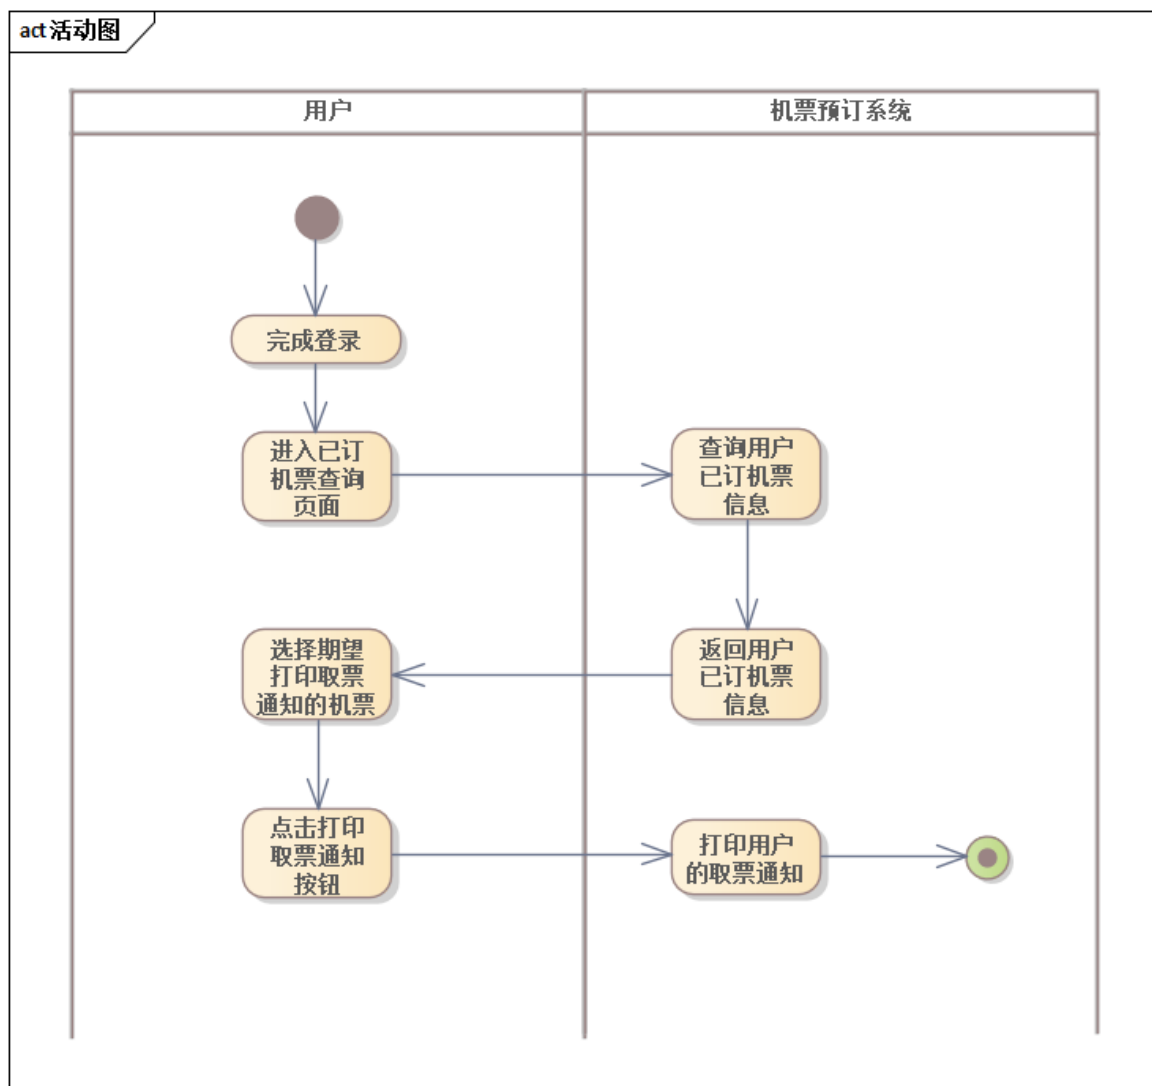 act 活动图
用户
机票预订系统
完成登录
进入已订
机票查询
页面
查询用户
已订机票
信息
选择期望
打印取票
通知的机票
返回用户
已订机票
信息
点击打印
取票通知
按钮
打印用户
的取票通知